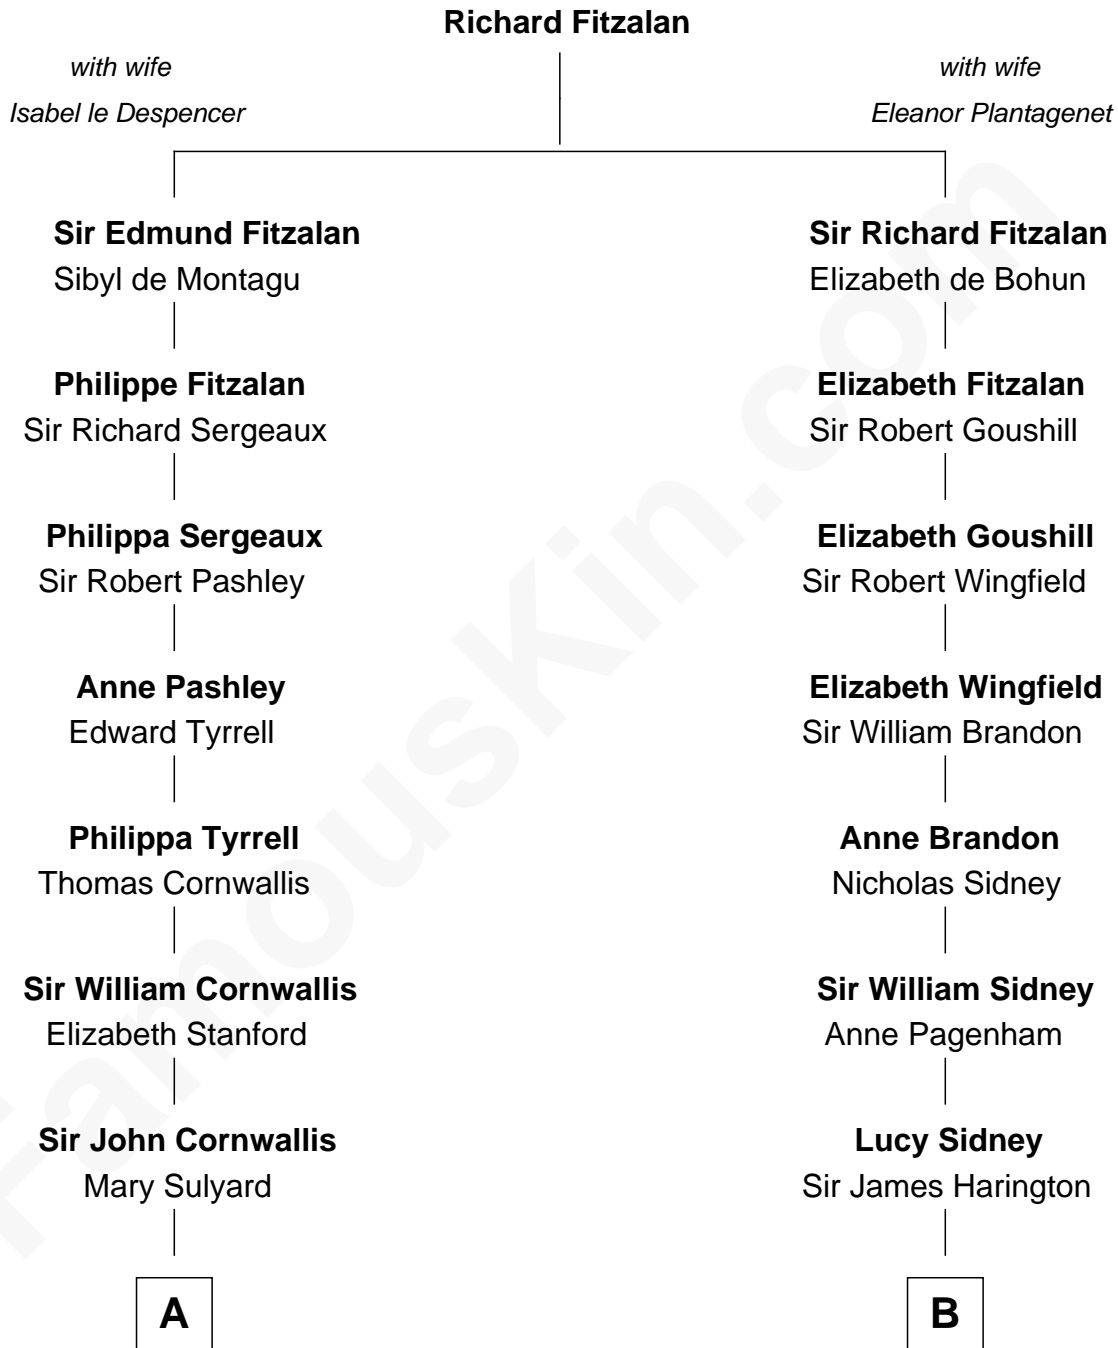 Richard Fitzalan
with wife
Isabel le Despencer
with wife
Eleanor Plantagenet
Sir Edmund Fitzalan
Sibyl de Montagu
Sir Richard Fitzalan
Elizabeth de Bohun
Philippe Fitzalan
Sir Richard Sergeaux
Elizabeth Fitzalan
Sir Robert Goushill
Philippa Sergeaux
Sir Robert Pashley
Elizabeth Goushill
Sir Robert Wingfield
Anne Pashley
Edward Tyrrell
Elizabeth Wingfield
Sir William Brandon
Philippa Tyrrell
Thomas Cornwallis
Anne Brandon
Nicholas Sidney
Sir William Cornwallis
Elizabeth Stanford
Sir William Sidney
Anne Pagenham
Sir John Cornwallis
Mary Sulyard
Lucy Sidney
Sir James Harington
A
B
FamousKin.com